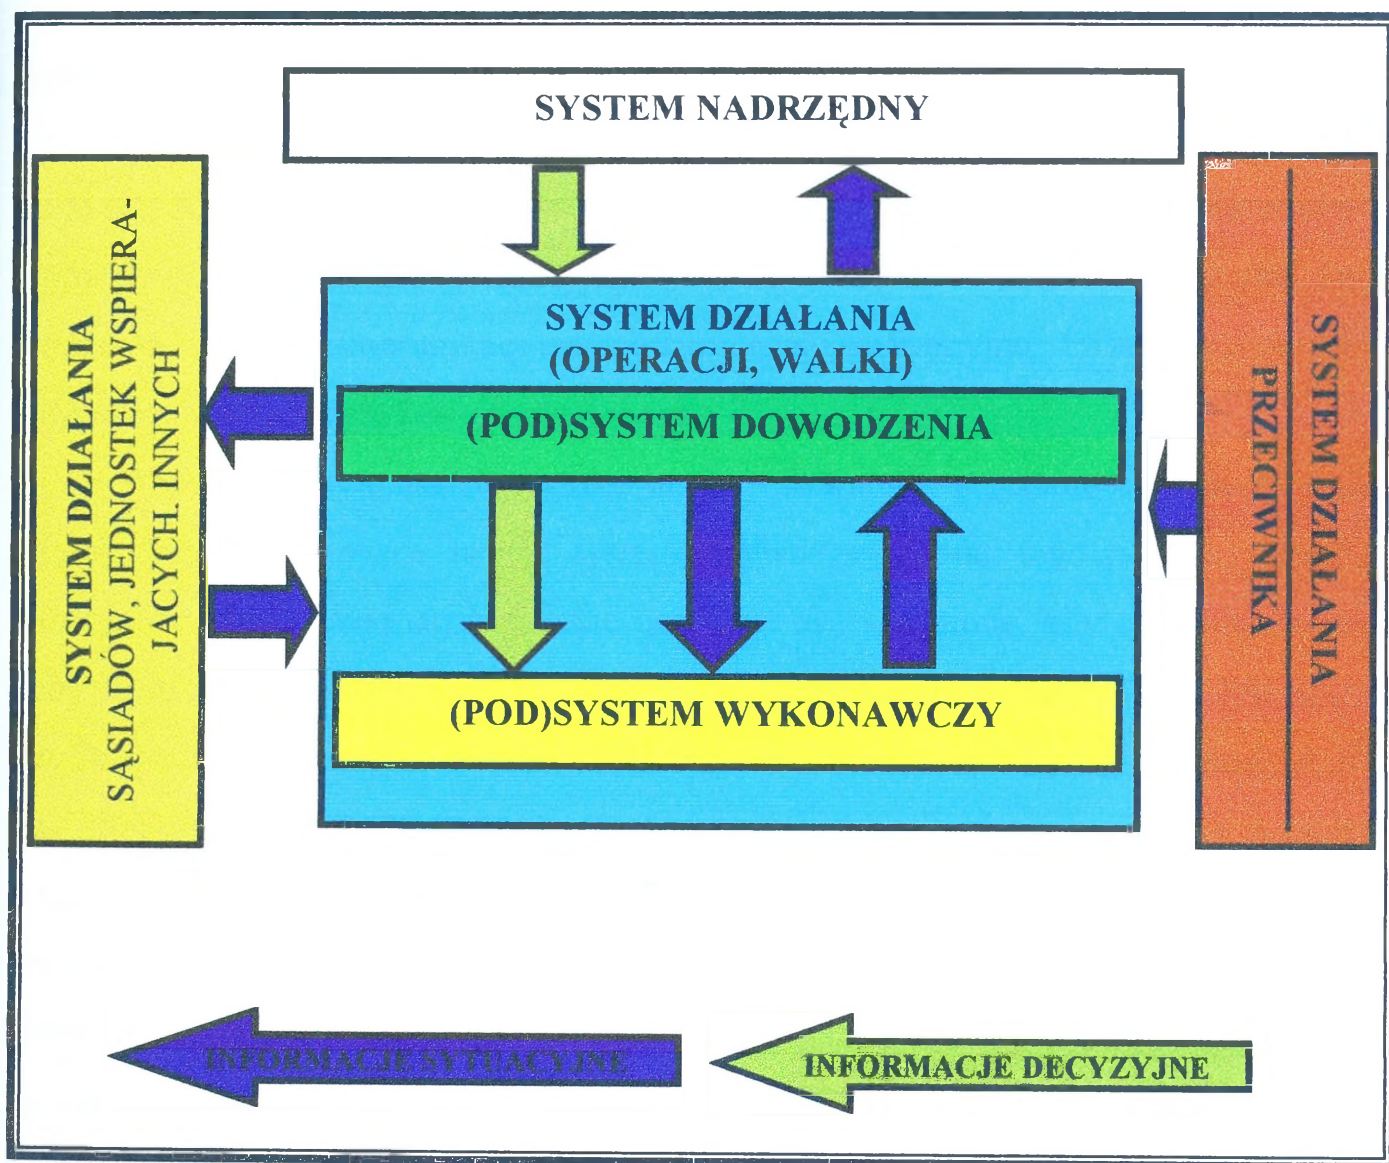 SYSTEM NADRZĘDNY
SYSTEM DZIAŁANIA
SĄSIADÓW, JEDNOSTEK WSPIERA-
JACYCH. INNYCH
SYSTEM DZIAŁANIA
(OPERACJI, WALKI)
(POD)SYSTEM DOWODZENIA
(POD)SYSTEM WYKONAWCZY
SYSTEM DZIAŁANIA
PRZECIWNIKA
INFORMACJE SYTUACYJNE
INFORMACJE DECYZYJNE